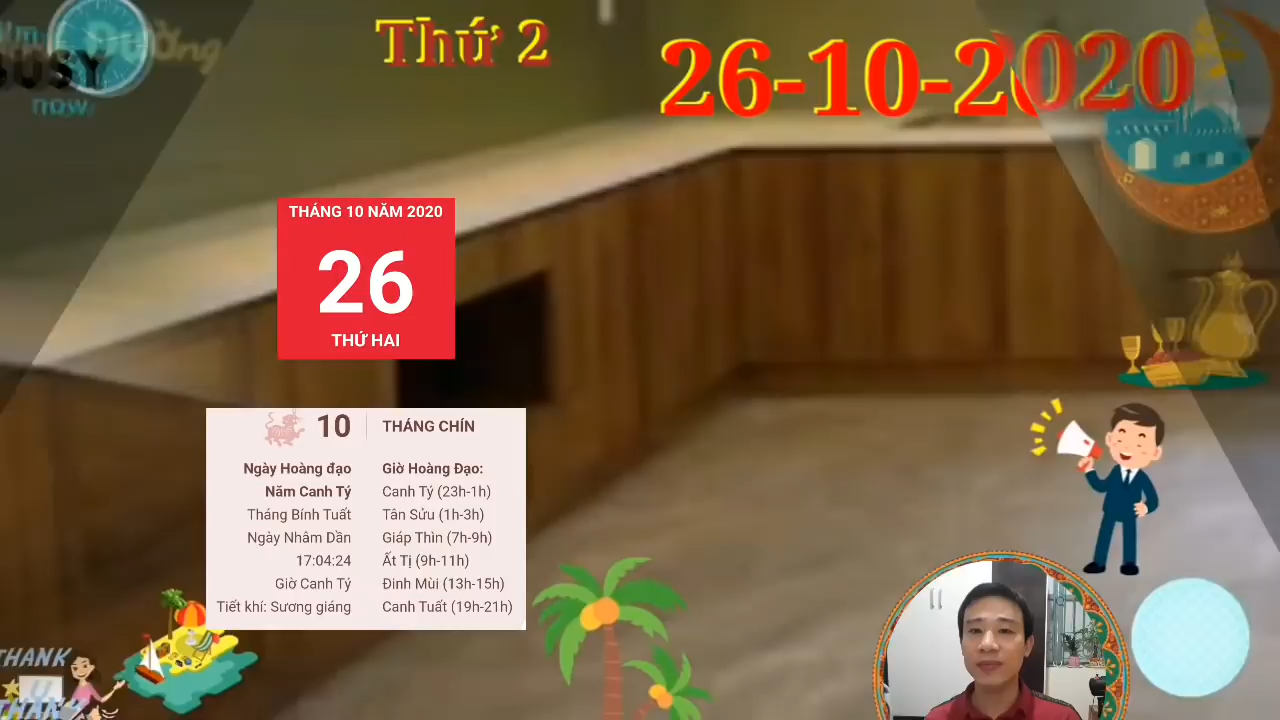 Thứ 2
26-10-2020
BUSY
now
THÁNG 10 NĂM 2020
26
THỨ HAI
10 THÁNG CHÍN
Ngày Hoàng đạo
Năm Canh Tý
Tháng Bính Tuất
Ngày Nhâm Dần
17:04:24
Giờ Canh Tý
Tiết khí: Sương giáng
Giờ Hoàng Đạo:
Canh Tý (23h-1h)
Tân Sửu (1h-3h)
Giáp Thìn (7h-9h)
Ất Tị (9h-11h)
Đinh Mùi (13h-15h)
Canh Tuất (19h-21h)
THANK
U
THANK